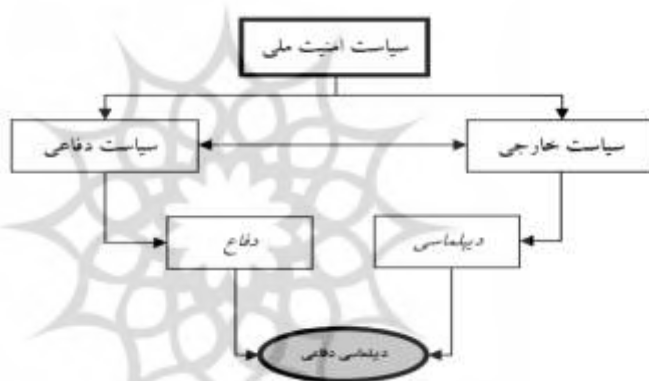 سیاست امنیت ملی
سیاست خارجی
سیاست دفاعی
دیپلماسی
دفاع
دیپلماسی دفاعی